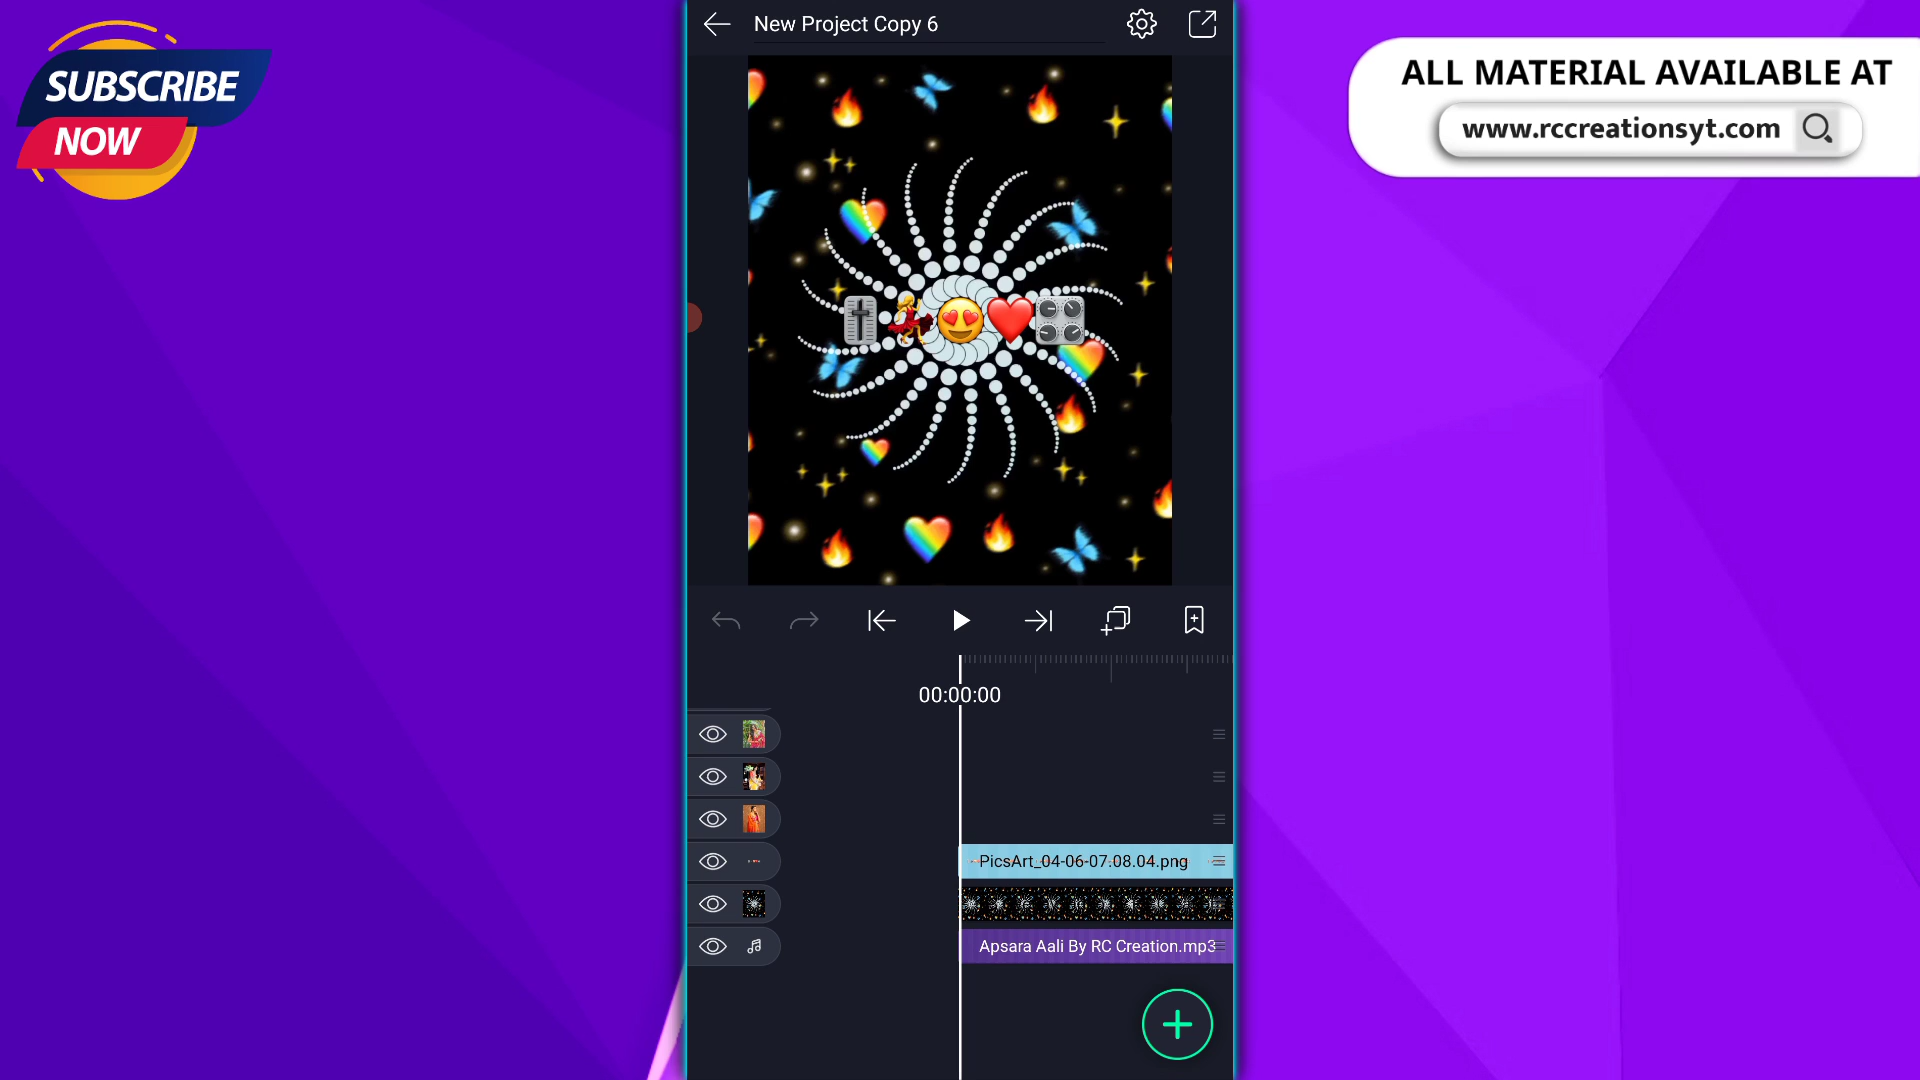 SUBSCRIBE
NOW
New Project Copy 6
ALL MATERIAL AVAILABLE AT
www.rccreationsyt.com
00:00:00
PicsArt_04-06-07.08.04.png
Apsara Aali By RC Creation.mp3